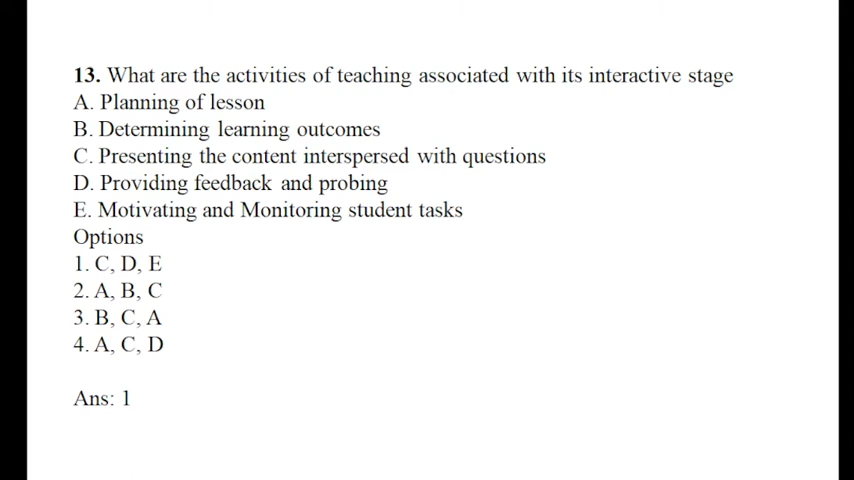 13. What are the activities of teaching associated with its interactive stage
A. Planning of lesson
B. Determining learning outcomes
C. Presenting the content interspersed with questions
D. Providing feedback and probing
E. Motivating and Monitoring student tasks
Options
1. C, D, E
2. A, B, C
3. B, C, A
4. A, C, D
Ans: 1